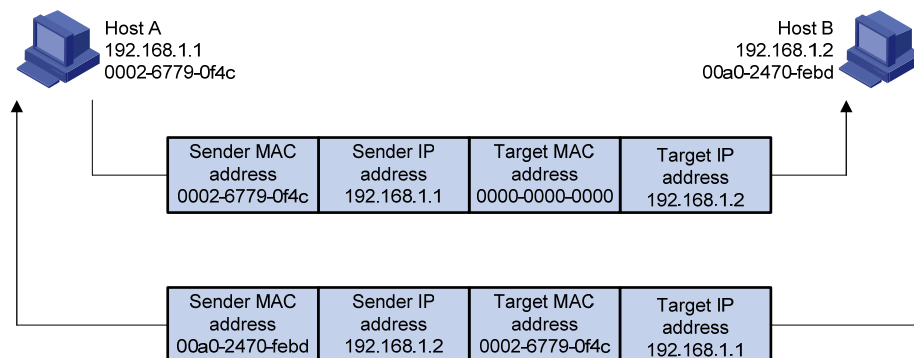 Host A
192.168.1.1
0002-6779-0f4c
Host B
192.168.1.2
00a0-2470-febd
Sender MAC
address
0002-6779-0f4c
Sender IP
address
192.168.1.1
Target MAC
address
0000-0000-0000
Target IP
address
192.168.1.2
Sender MAC
address
00a0-2470-febd
Sender IP
address
192.168.1.2
Target MAC
address
0002-6779-0f4c
Target IP
address
192.168.1.1